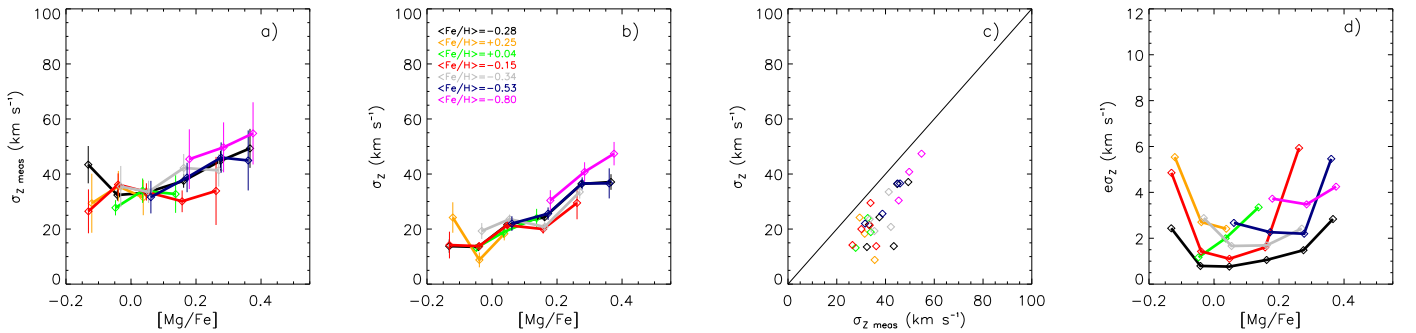 100
80
60
40
20
0
σZ meas (km s⁻¹)
a)
−0.2 0.0 0.2 0.4
[Mg/Fe]
100
80
60
40
20
0
σZ (km s⁻¹)
b)
<Fe/H>=−0.28
<Fe/H>=+0.25
<Fe/H>=+0.04
<Fe/H>=−0.15
<Fe/H>=−0.34
<Fe/H>=−0.53
<Fe/H>=−0.80
−0.2 0.0 0.2 0.4
[Mg/Fe]
100
80
60
40
20
0
σZ (km s⁻¹)
c)
0 20 40 60 80 100
σZ meas (km s⁻¹)
12
10
8
6
4
2
0
eσZ (km s⁻¹)
d)
−0.2 0.0 0.2 0.4
[Mg/Fe]